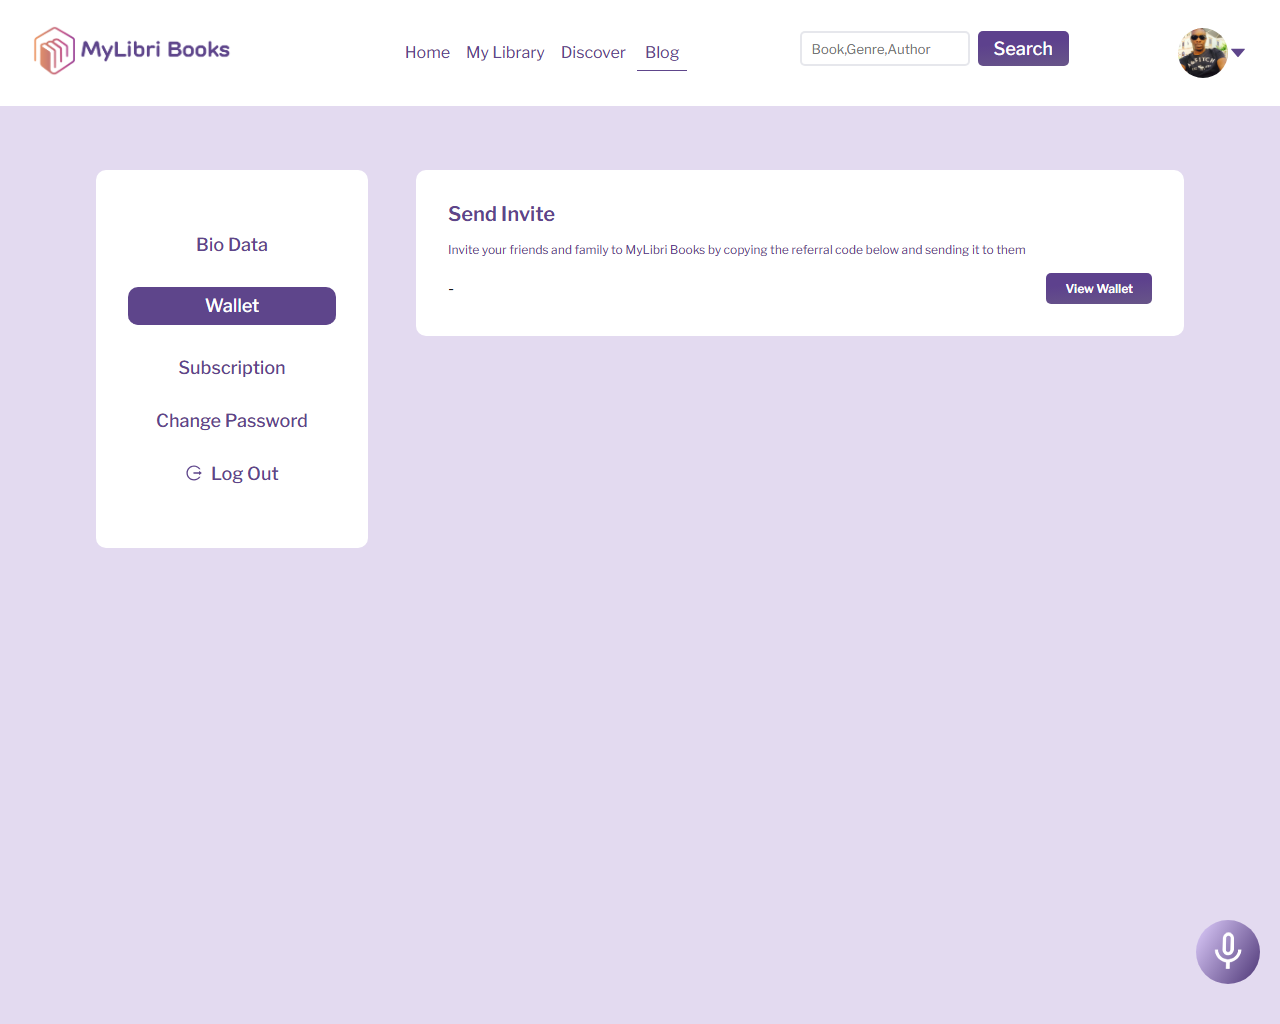 MyLibri Books
Home My Library Discover Blog
Book,Genre,Author
Search
Bio Data
Wallet
Subscription
Change Password
Log Out
Send Invite
Invite your friends and family to MyLibri Books by copying the referral code below and sending it to them
-
View Wallet